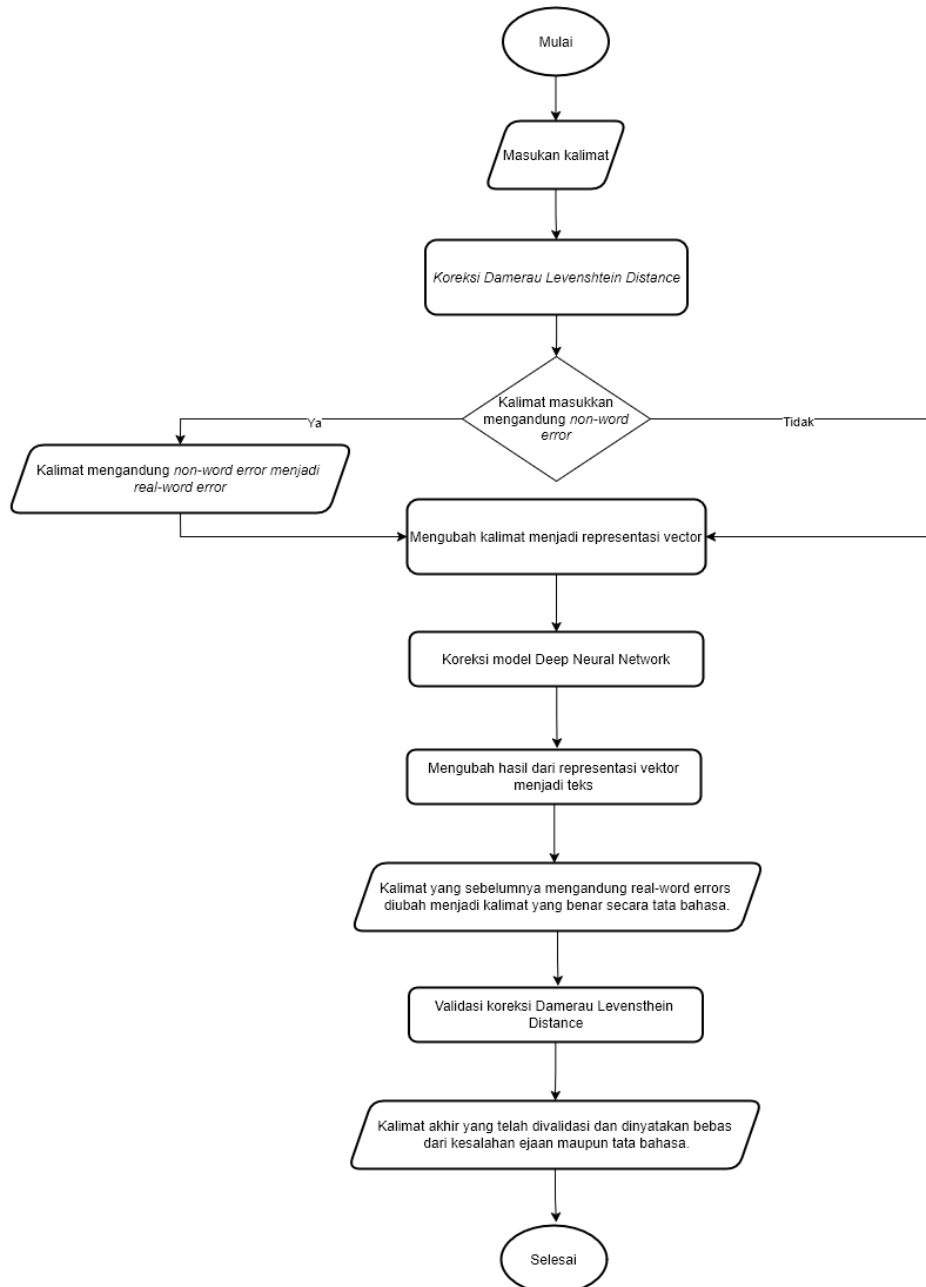 Mulai
Masukan kalimat
Koreksi Damerau Levenshtein Distance
Kalimat masukkan
mengandung non-word
error
Ya
Tidak
Kalimat mengandung non-word error menjadi
real-word error
Mengubah kalimat menjadi representasi vector
Koreksi model Deep Neural Network
Mengubah hasil dari representasi vektor
menjadi teks
Kalimat yang sebelumnya mengandung real-word errors
diubah menjadi kalimat yang benar secara tata bahasa.
Validasi koreksi Damerau Levensthein
Distance
Kalimat akhir yang telah divalidasi dan dinyatakan bebas
dari kesalahan ejaan maupun tata bahasa.
Selesai